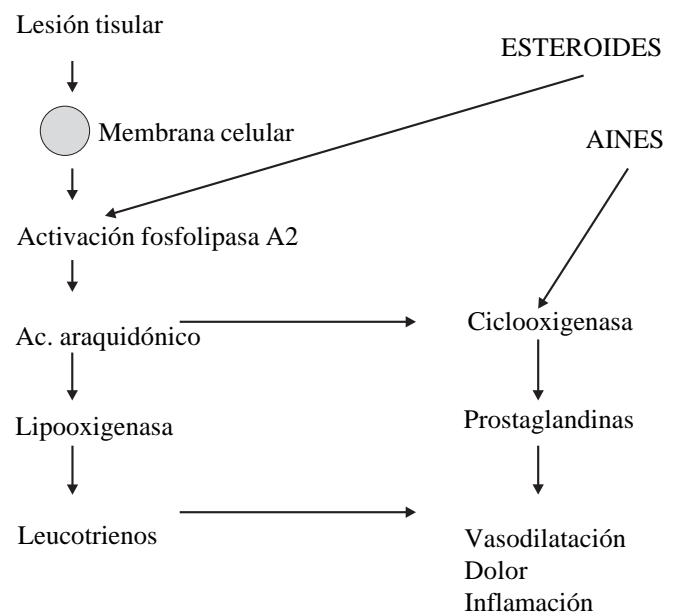 Lesión tisular
ESTEROIDES
Membrana celular
AINES
Activación fosfolipasa A2
Ac. araquidónico
Ciclooxigenasa
Lipooxigenasa
Prostaglandinas
Leucotrienos
Vasodilatación
Dolor
Inflamación